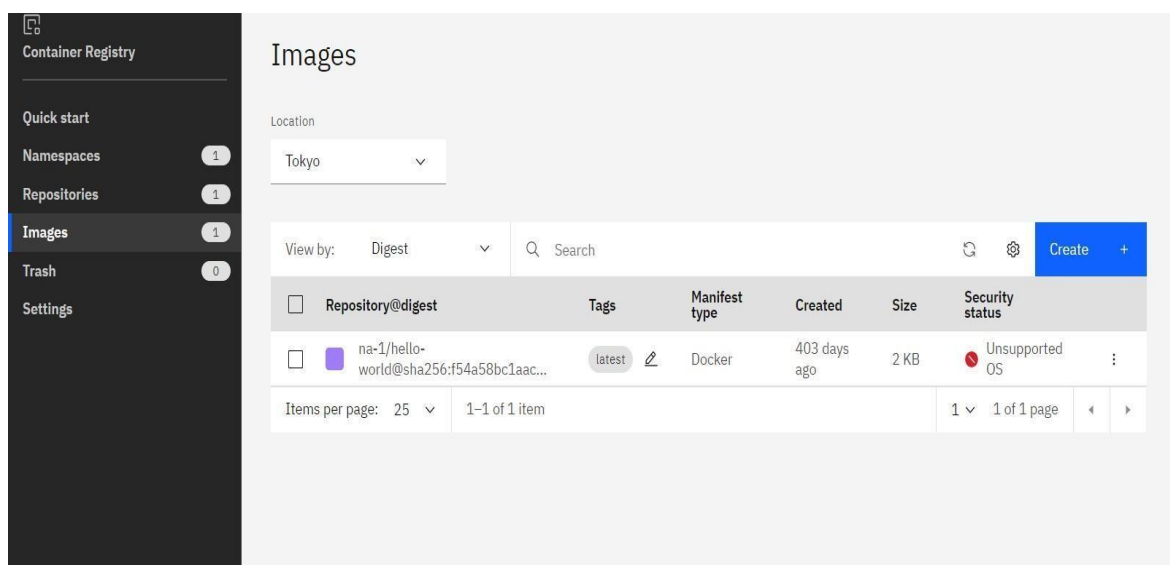 Container Registry
Quick start
Namespaces 1
Repositories 1
Images 1
Trash 0
Settings
Images
Location
Tokyo
View by: Digest Search Create +
Repository@digest Tags Manifest type Created Size Security status
na-1/hello-
world@sha256:f54a58bc1aac... latest Docker 403 days ago 2 KB Unsupported OS
Items per page: 25 1–1 of 1 item 1 1 of 1 page